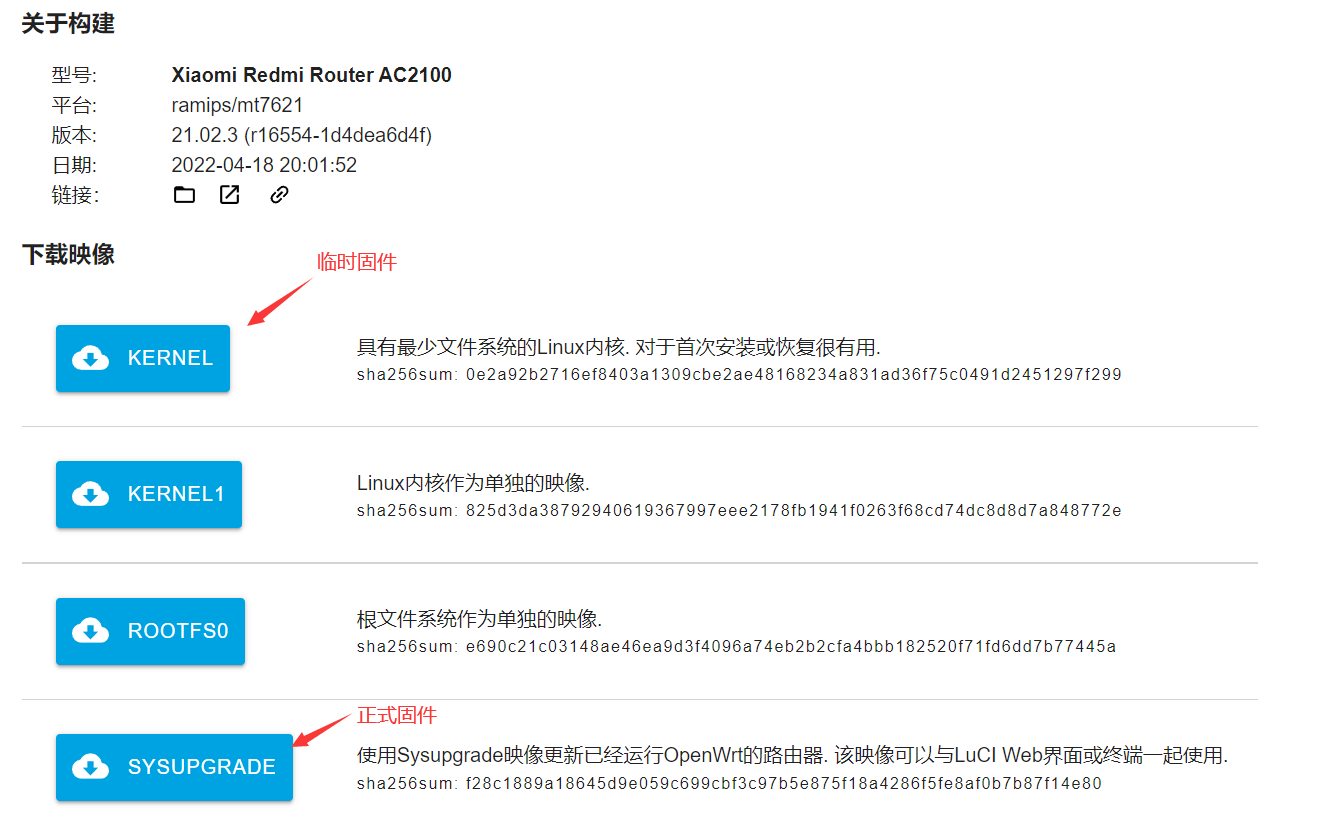 关于构建
型号: Xiaomi Redmi Router AC2100
平台: ramips/mt7621
版本: 21.02.3 (r16554-1d4dea6d4f)
日期: 2022-04-18 20:01:52
链接:
下载映像
临时固件
KERNEL
具有最少文件系统的Linux内核. 对于首次安装或恢复很有用.
sha256sum: 0e2a92b2716ef8403a1309cbe2ae48168234a831ad36f75c0491d2451297f299
KERNEL1
Linux内核作为单独的映像.
sha256sum: 825d3da38792940619367997eee2178fb1941f0263f68cd74dc8d8d7a848772e
ROOTFS0
根文件系统作为单独的映像.
sha256sum: e690c21c03148ae46ea9d3f4096a74eb2b2cfa4bbb182520f71fd6dd7b77445a
正式固件
SYSUPGRADE
使用Sysupgrade映像更新已经运行OpenWrt的路由器. 该映像可以与LuCI Web界面或终端一起使用.
sha256sum: f28c1889a18645d9e059c699cbf3c97b5e875f18a4286f5fe8af0b7b87f14e80